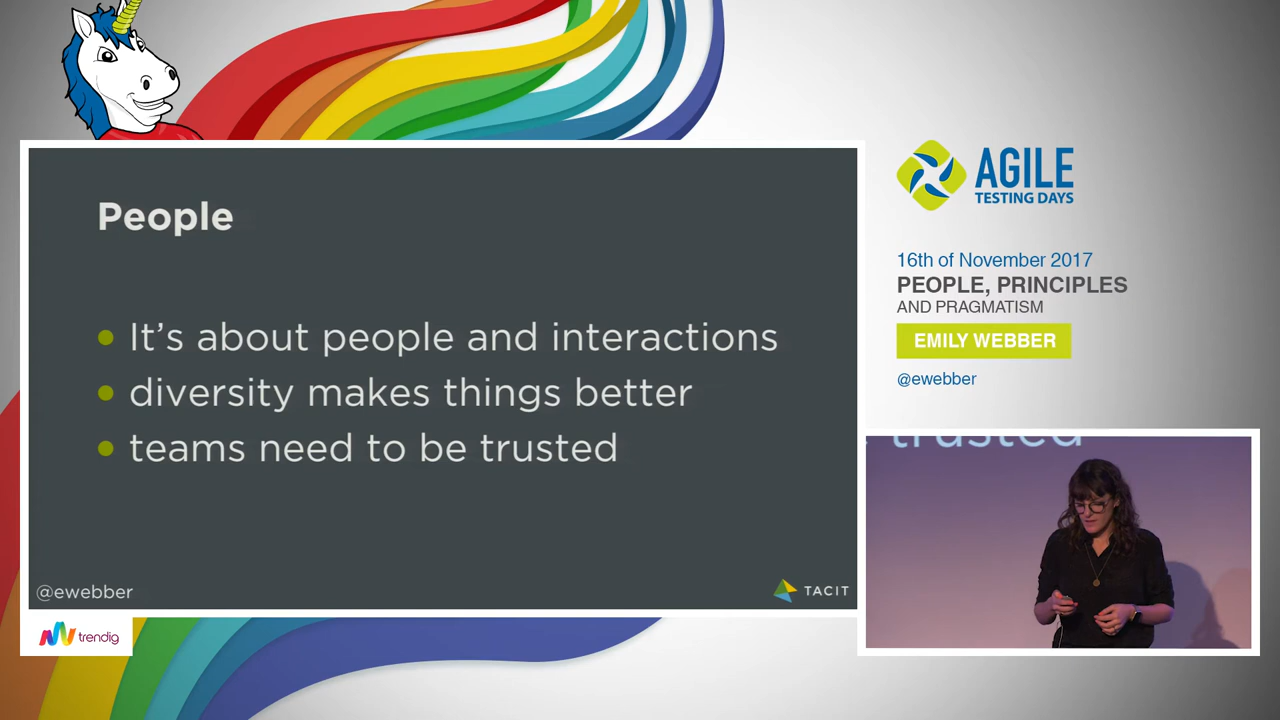 People
It's about people and interactions
diversity makes things better
teams need to be trusted
@ewebber
TACIT
trendig
AGILE
TESTING DAYS
16th of November 2017
PEOPLE, PRINCIPLES
AND PRAGMATISM
EMILY WEBBER
@ewebber
trusted